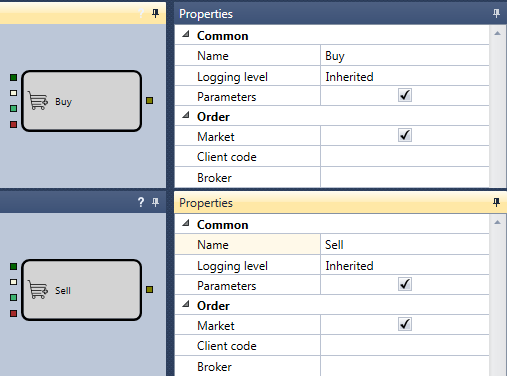 Properties
Common
Name Buy
Logging level Inherited
Parameters
Order
Market
Client code
Broker
Buy
? Properties
Common
Name Sell
Logging level Inherited
Parameters
Order
Market
Client code
Broker
Sell